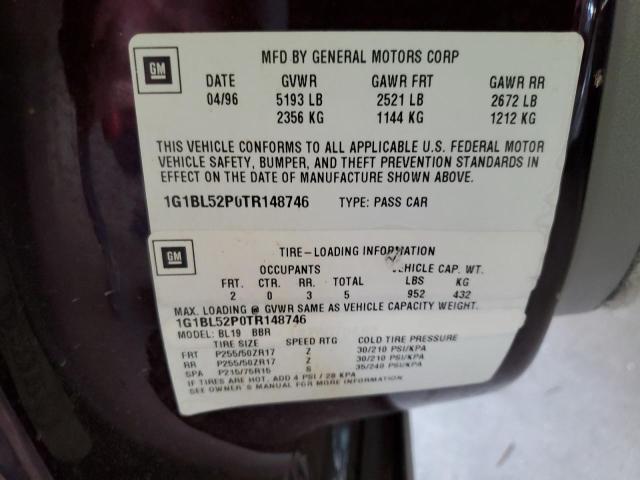 GM
MFD BY GENERAL MOTORS CORP
DATE GVWR GAWR FRT GAWR RR
04/96 5193 LB 2521 LB 2672 LB
2356 KG 1144 KG 1212 KG
THIS VEHICLE CONFORMS TO ALL APPLICABLE U.S. FEDERAL MOTOR
VEHICLE SAFETY, BUMPER, AND THEFT PREVENTION STANDARDS IN
EFFECT ON THE DATE OF MANUFACTURE SHOWN ABOVE.
1G1BL52P0TR148746 TYPE: PASS CAR
GM
TIRE-LOADING INFORMATION
OCCUPANTS VEHICLE CAP. WT.
FRT. CTR. RR. TOTAL LBS KG
2 0 3 5 952 432
MAX. LOADING @ GVWR SAME AS VEHICLE CAPACITY WEIGHT.
1G1BL52P0TR148746
MODEL: BL19 BBR
TIRE SIZE SPEED RTG COLD TIRE PRESSURE
FRT P255/50ZR17 Z 30/210 PSI/KPA
RR P255/50ZR17 Z 30/210 PSI/KPA
SPA P215/75R15 S 35/240 PSI/KPA
IF TIRES ARE HOT, ADD 4 PSI/28 KPA
SEE OWNER'S MANUAL FOR MORE INFORMATION